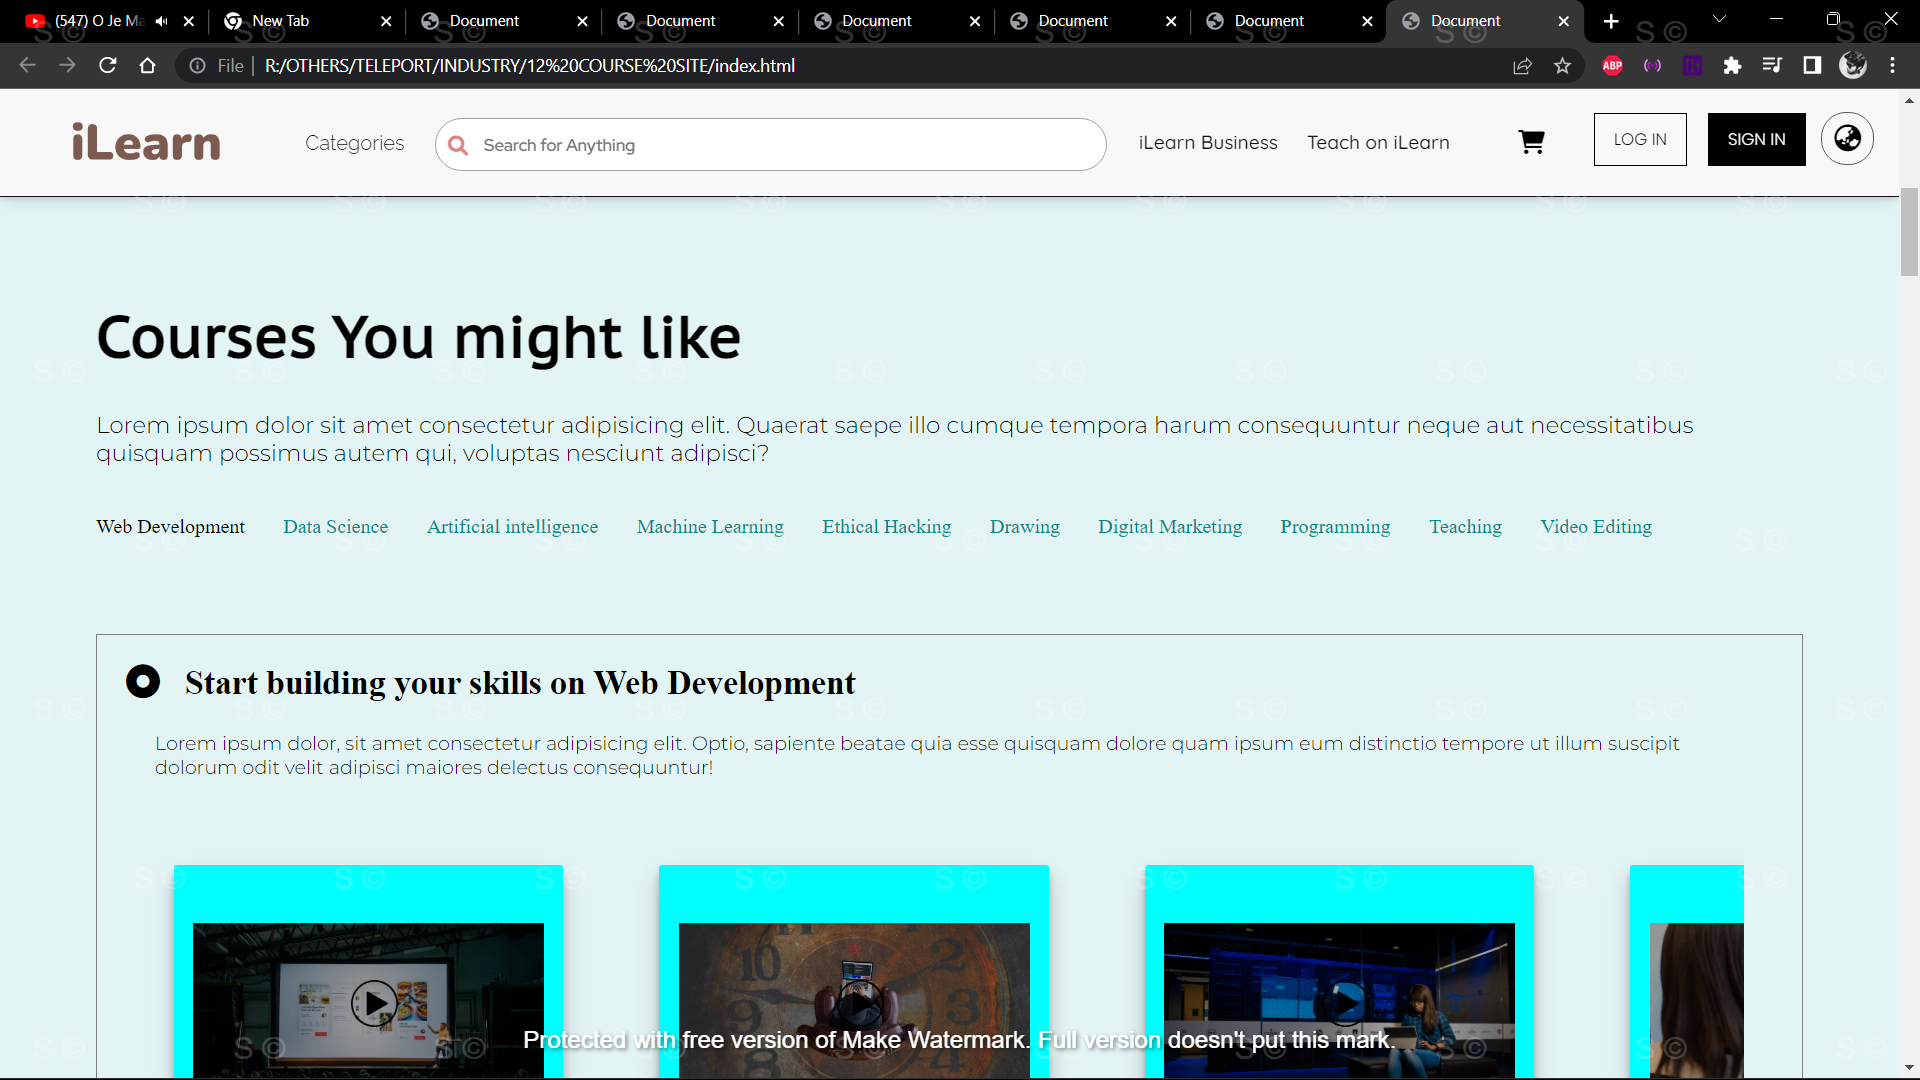 (547) O Je Ma
New Tab
Document
Document
Document
Document
Document
Document
File
R:/OTHERS/TELEPORT/INDUSTRY/12%20COURSE%20SITE/index.html
ABP
iLearn
Categories
Search for Anything
iLearn Business
Teach on iLearn
LOG IN
SIGN IN
Courses You might like
Lorem ipsum dolor sit amet consectetur adipisicing elit. Quaerat saepe illo cumque tempora harum consequuntur neque aut necessitatibus
quisquam possimus autem qui, voluptas nesciunt adipisci?
Web Development
Data Science
Artificial intelligence
Machine Learning
Ethical Hacking
Drawing
Digital Marketing
Programming
Teaching
Video Editing
Start building your skills on Web Development
Lorem ipsum dolor, sit amet consectetur adipisicing elit. Optio, sapiente beatae quia esse quisquam dolore quam ipsum eum distinctio tempore ut illum suscipit
dolorum odit velit adipisci maiores delectus consequuntur!
Protected with free version of Make Watermark. Full version doesn't put this mark.